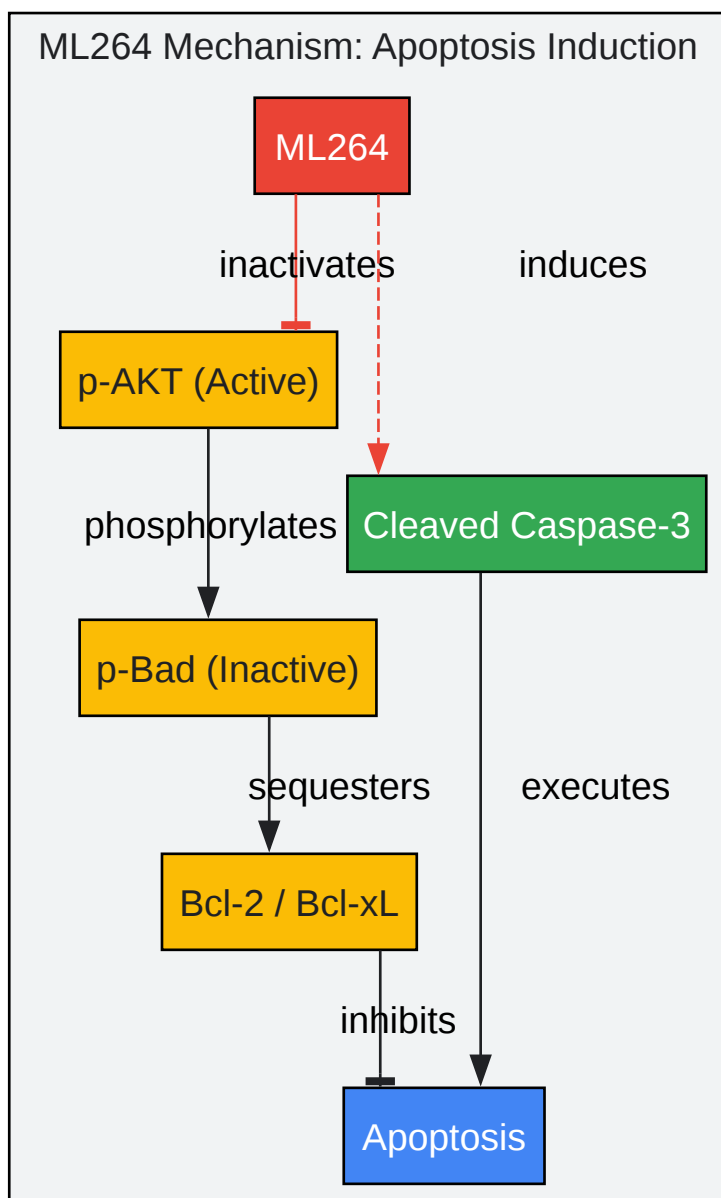 ML264 Mechanism: Apoptosis Induction
ML264
inactivates
induces
p-AKT (Active)
phosphorylates
Cleaved Caspase-3
p-Bad (Inactive)
sequesters
executes
Bcl-2 / Bcl-xL
inhibits
Apoptosis